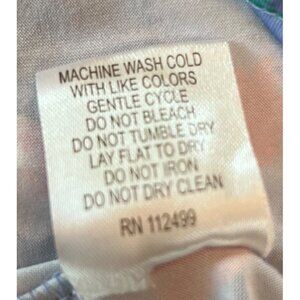 MACHINE WASH COLD
WITH LIKE COLORS
GENTLE CYCLE
DO NOT BLEACH
DO NOT TUMBLE DRY
LAY FLAT TO DRY
DO NOT IRON
DO NOT DRY CLEAN
RN 112499